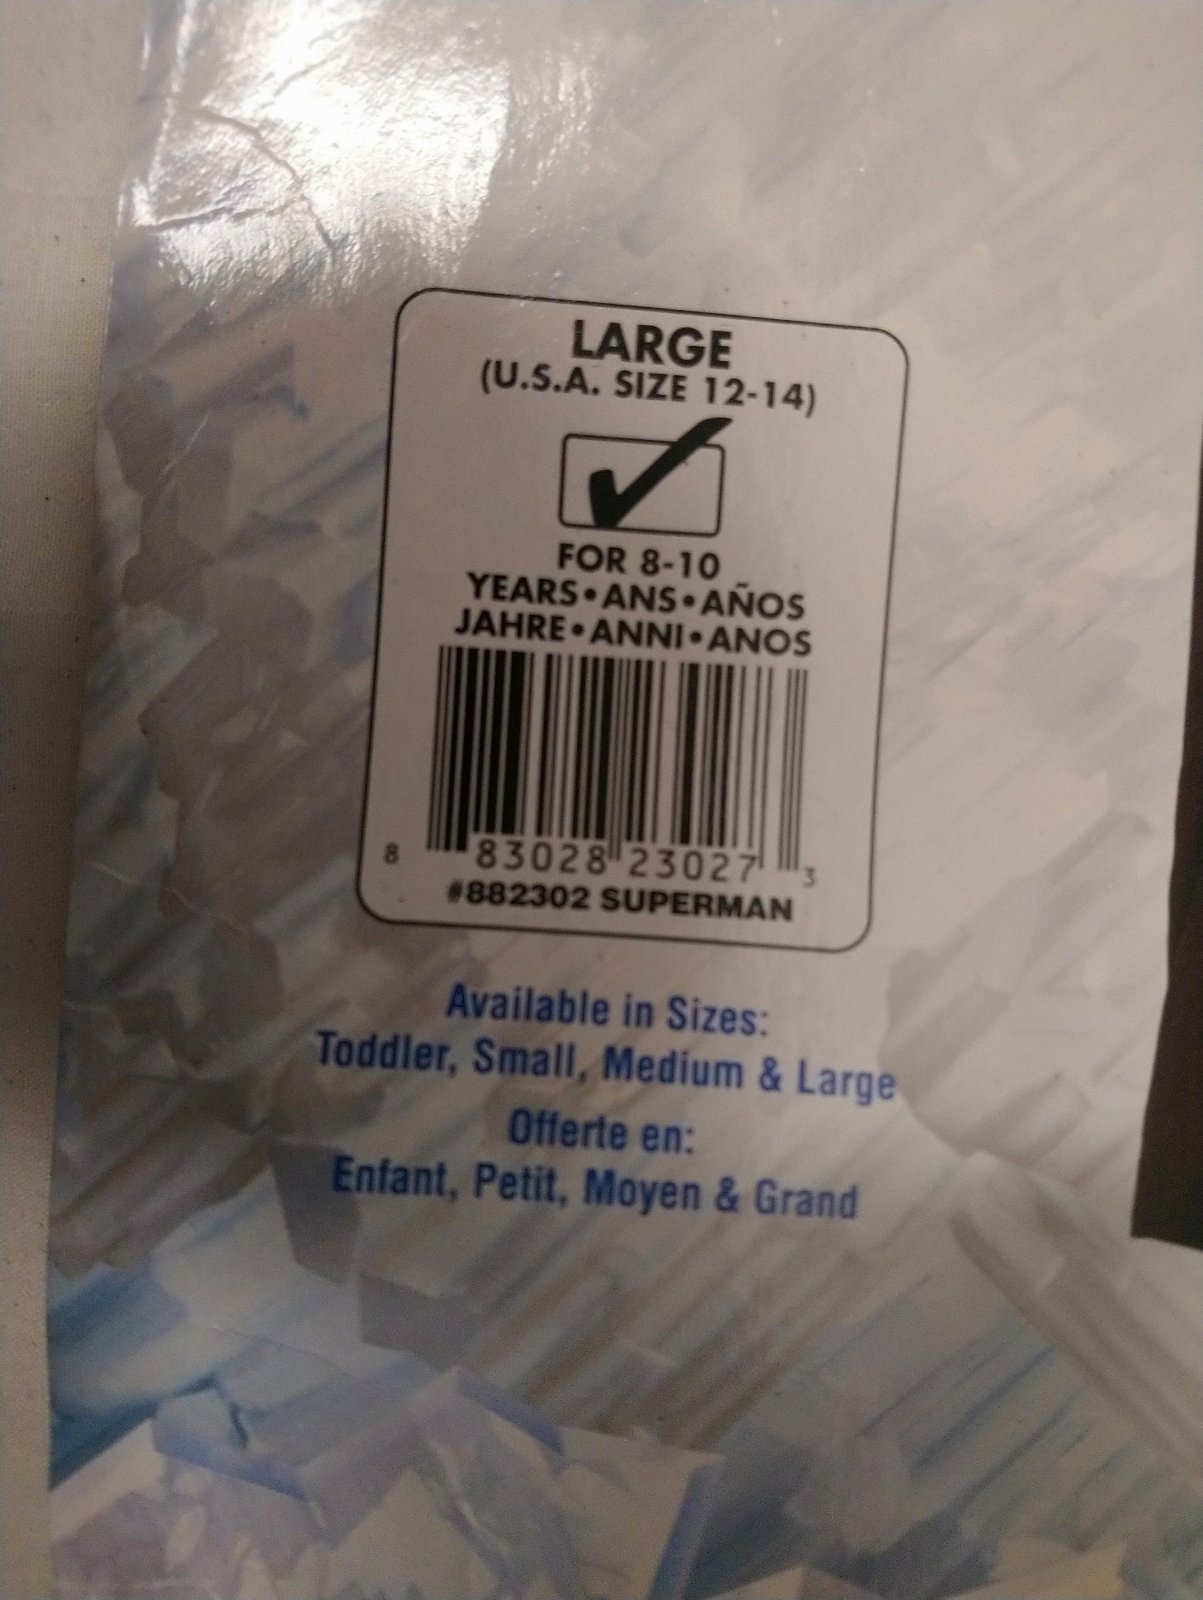 LARGE
(U.S.A. SIZE 12-14)
FOR 8-10
YEARS•ANS•AÑOS
JAHRE•ANNI•ANOS
8 83028 23027 3
#882302 SUPERMAN
Available in Sizes:
Toddler, Small, Medium & Large
Offerte en:
Enfant, Petit, Moyen & Grand